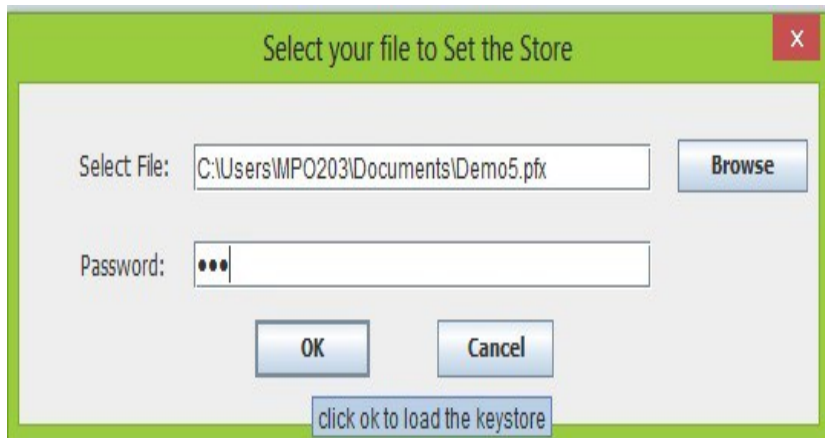 Select your file to Set the Store
x
Select File: C:\Users\MPO203\Documents\Demo5.pfx Browse
Password: •••
OK Cancel
click ok to load the keystore